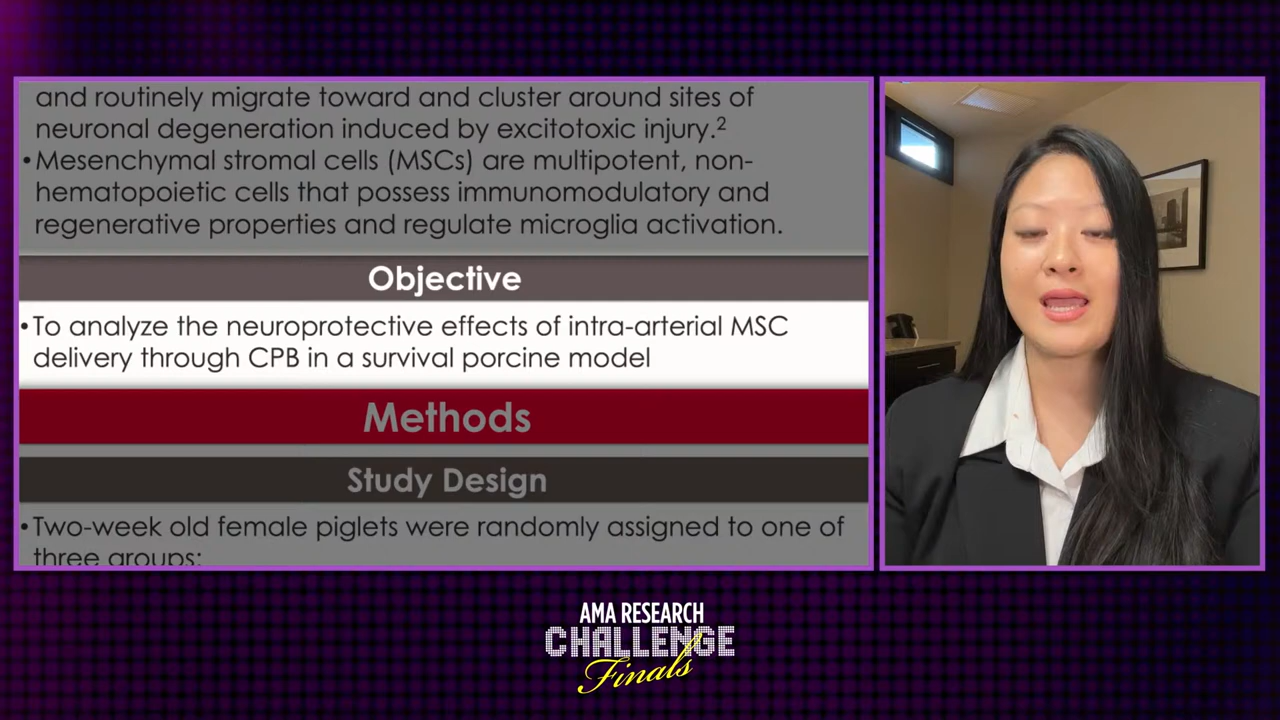 and routinely migrate toward and cluster around sites of
neuronal degeneration induced by excitotoxic injury.²
•Mesenchymal stromal cells (MSCs) are multipotent, non-
hematopoietic cells that possess immunomodulatory and
regenerative properties and regulate microglia activation.
Objective
•To analyze the neuroprotective effects of intra-arterial MSC
delivery through CPB in a survival porcine model
Methods
Study Design
•Two-week old female piglets were randomly assigned to one of
three groups:
AMA RESEARCH
CHALLENGE
Finals